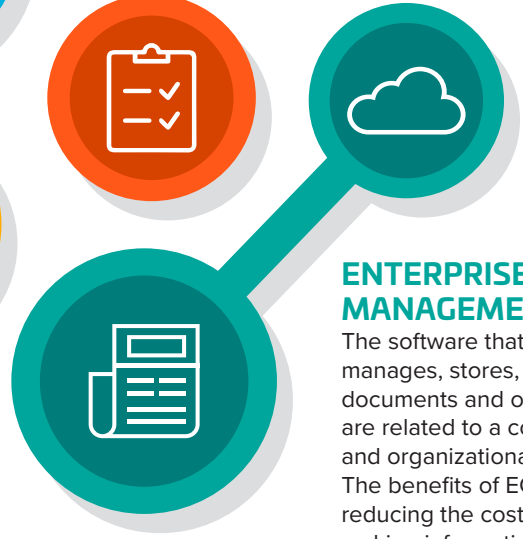 ENTERPRISE
MANAGEME
The software that
manages, stores,
documents and o
are related to a co
and organizationa
The benefits of EC
reducing the cost